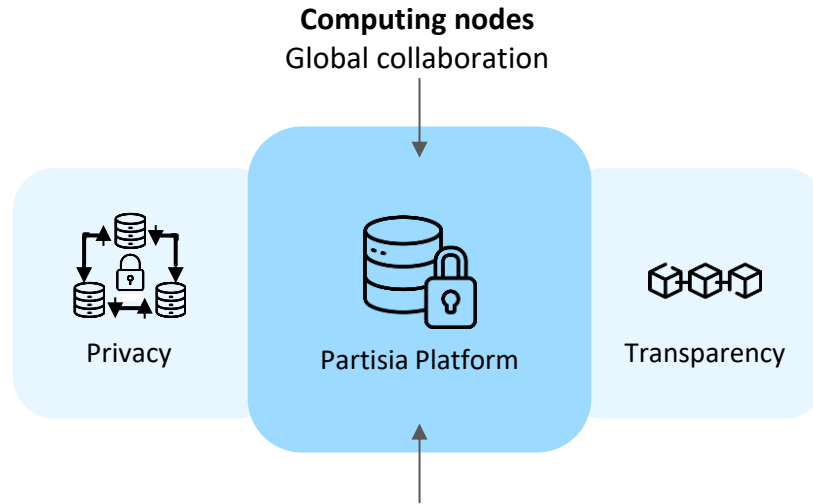 Computing nodes
Global collaboration
Privacy
Partisia Platform
Transparency